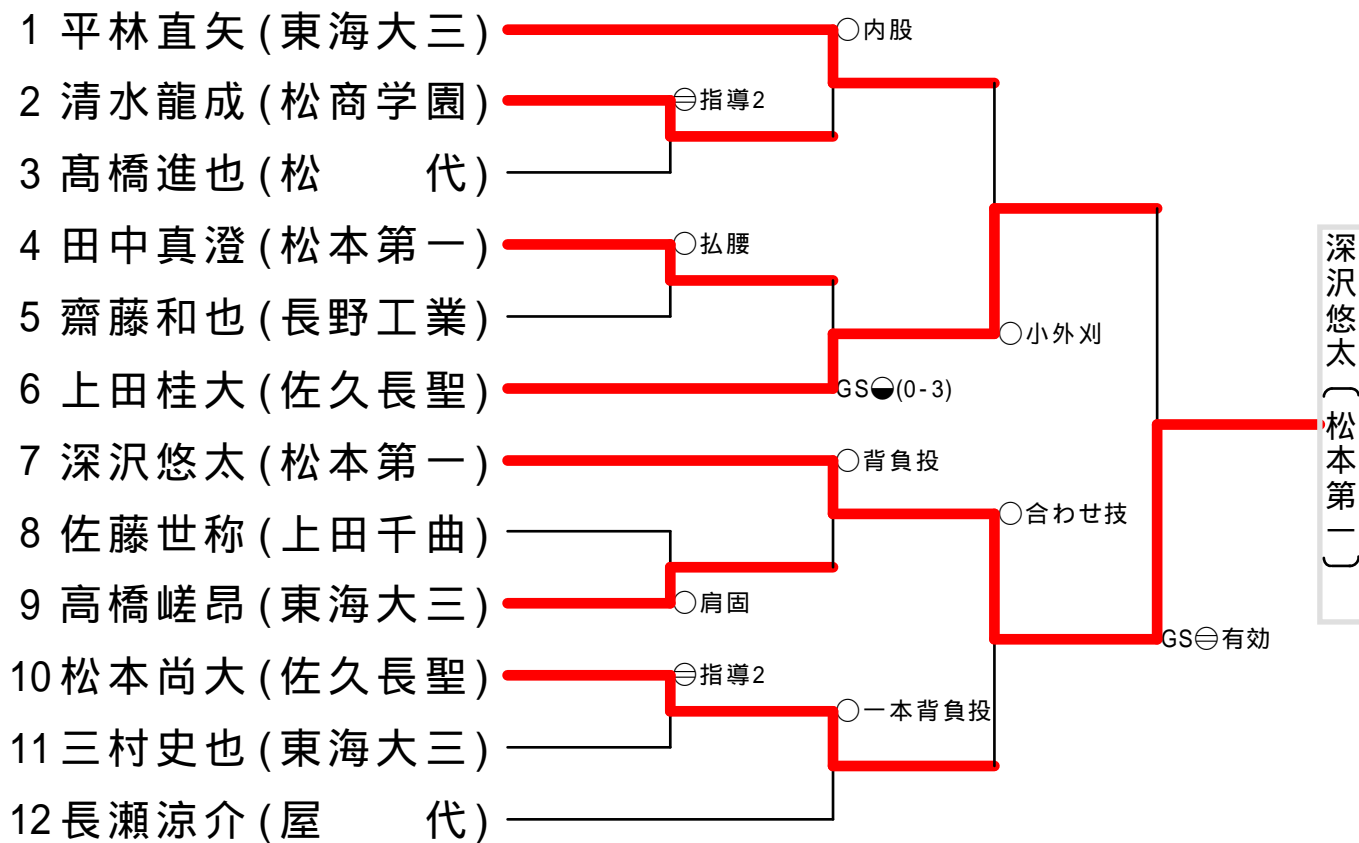 1 平林直矢(東海大三)
○内股
2 清水龍成(松商学園)
⊖指導2
3 髙橋進也(松　　代)
4 田中真澄(松本第一)
○払腰
5 齋藤和也(長野工業)
○小外刈
6 上田桂大(佐久長聖)
GS◒(0-3)
7 深沢悠太(松本第一)
○背負投
8 佐藤世称(上田千曲)
○合わせ技
9 高橋嵯昂(東海大三)
○肩固
GS⊖有効
10 松本尚大(佐久長聖)
⊖指導2
○一本背負投
11 三村史也(東海大三)
12 長瀬涼介(屋　　代)
深沢悠太〔松本第一〕